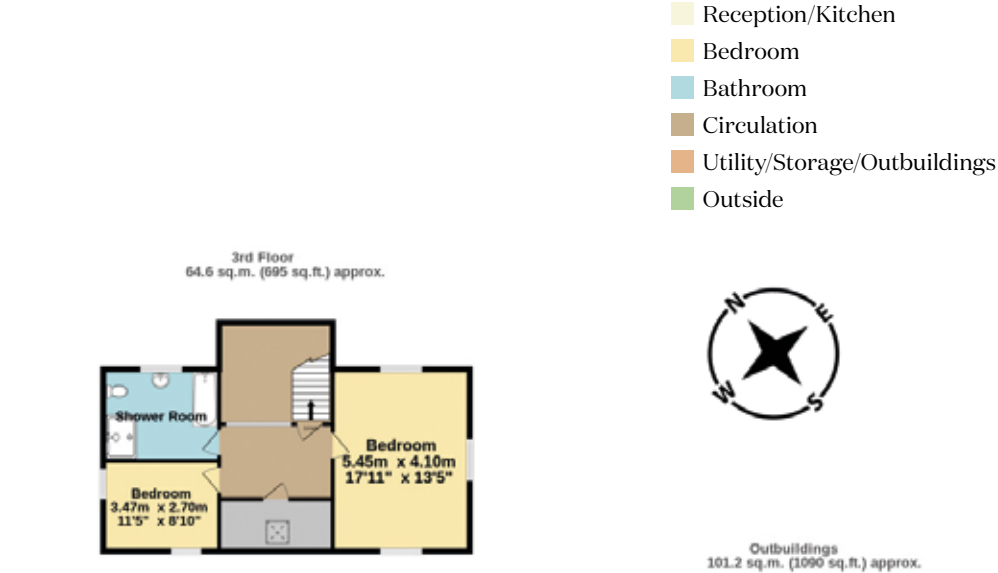 Reception/Kitchen
Bedroom
Bathroom
Circulation
Utility/Storage/Outbuildings
Outside
3rd Floor
64.6 sq.m. (695 sq.ft.) approx.
N
E
W
S
Shower Room
Bedroom
5.45m x 4.10m
17'11" x 13'5"
Bedroom
3.47m x 2.70m
11'5" x 8'10"
Outbuildings
101.2 sq.m. (1090 sq.ft.) approx.